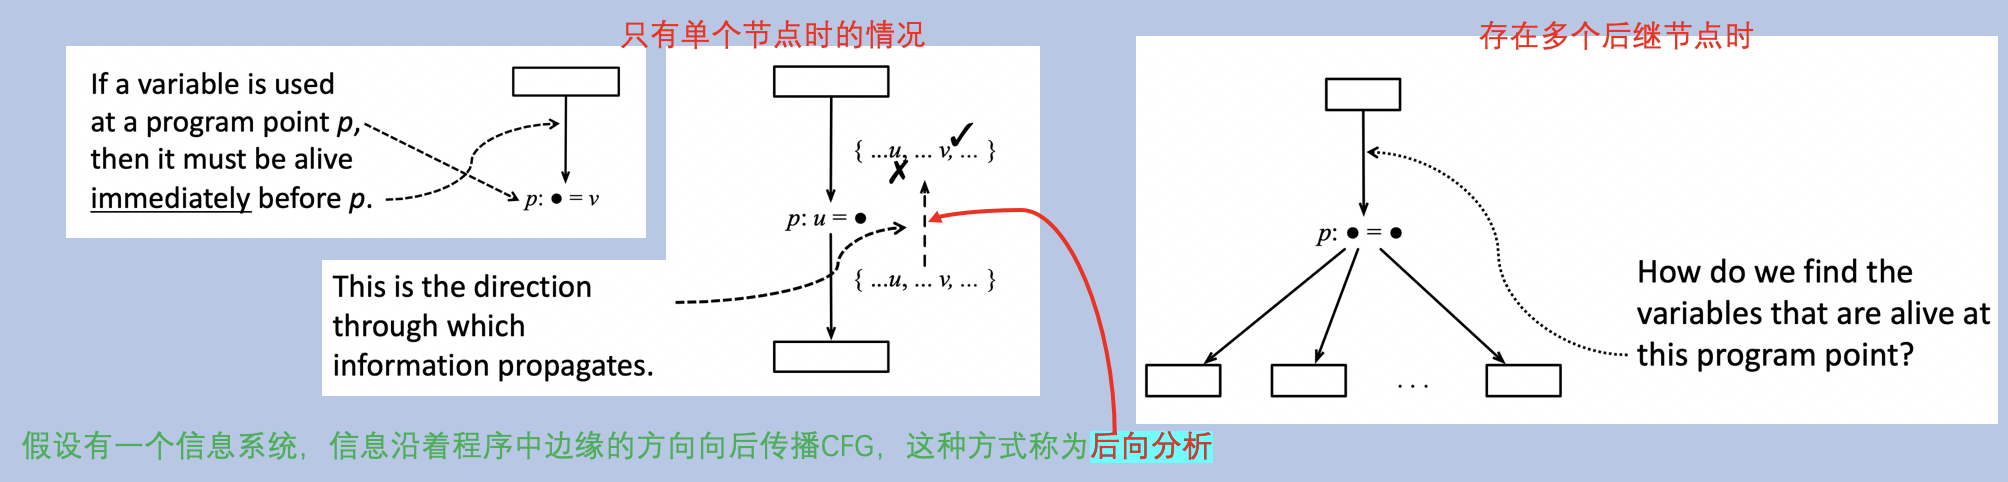 只有单个节点时的情况
存在多个后继节点时
If a variable is used
at a program point p,
then it must be alive
immediately before p.
p: ● = v
{ ...u, ... v, ... }
✓
✗
p: u = ●
{ ...u, ... v, ... }
This is the direction
through which
information propagates.
p: ● = ●
. . .
How do we find the
variables that are alive at
this program point?
假设有一个信息系统，信息沿着程序中边缘的方向向后传播CFG，这种方式称为后向分析